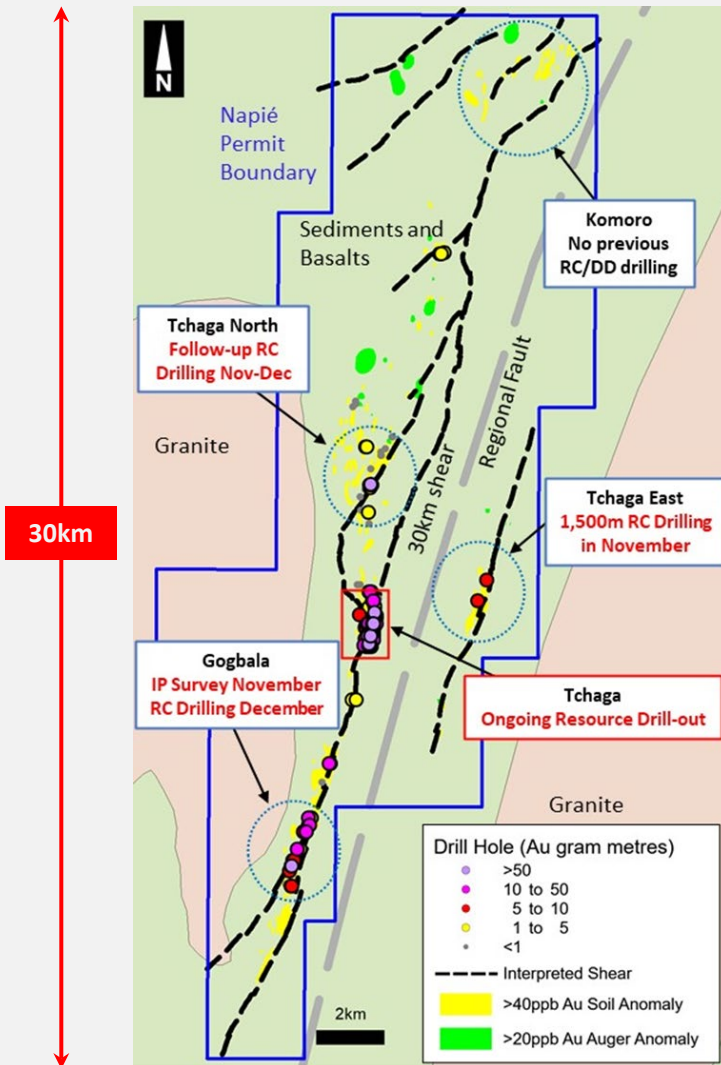 N
Napié
Permit
Boundary
Sediments and
Basalts
Komoro
No previous
RC/DD drilling
Tchaga North
Follow-up RC
Drilling Nov-Dec
Granite
30km shear
Regional Fault
Tchaga East
1,500m RC Drilling
in November
30km
Gogbala
IP Survey November
RC Drilling December
Tchaga
Ongoing Resource Drill-out
Granite
Drill Hole (Au gram metres)
>50
10 to 50
5 to 10
1 to 5
<1
Interpreted Shear
>40ppb Au Soil Anomaly
>20ppb Au Auger Anomaly
2km